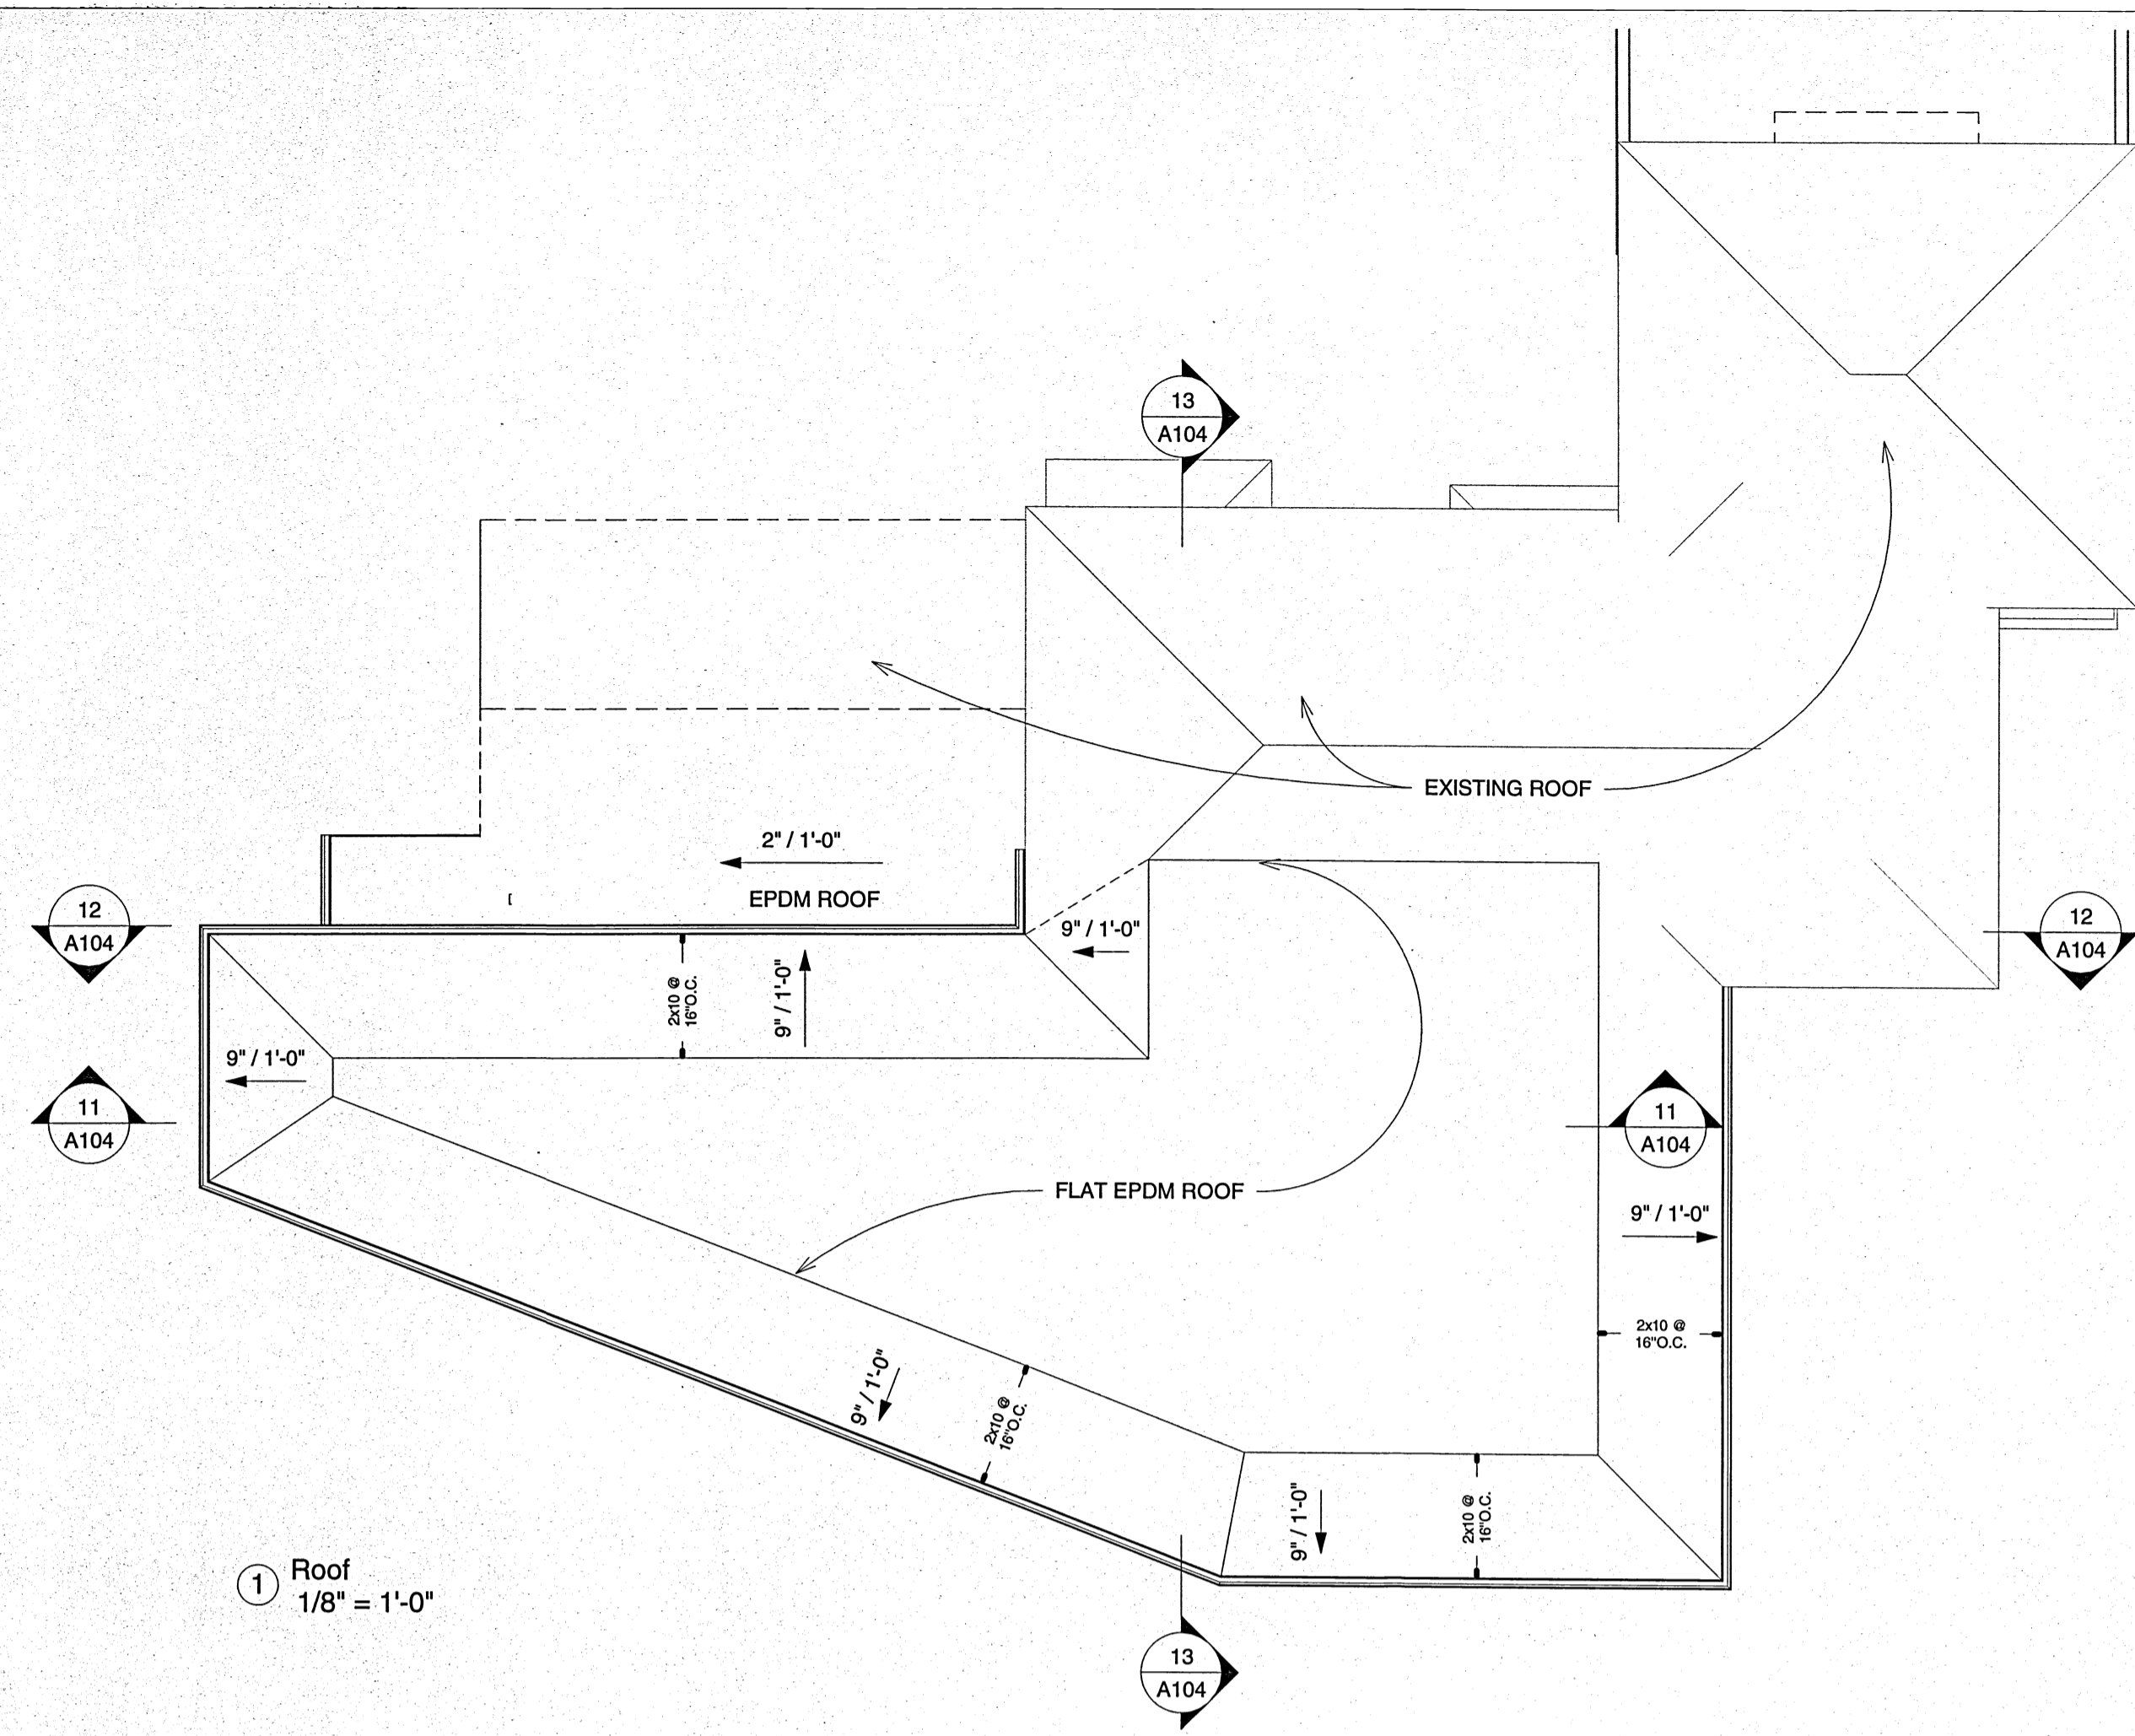 13
A104
EXISTING ROOF
2" / 1'-0"
EPDM ROOF
12
A104
9" / 1'-0"
12
A104
2x10 @
16"O.C.
9" / 1'-0"
9" / 1'-0"
11
A104
11
A104
FLAT EPDM ROOF
9" / 1'-0"
2x10 @
16"O.C.
9" / 1'-0"
2x10 @
16"O.C.
9" / 1'-0"
2x10 @
16"O.C.
1
Roof
1/8" = 1'-0"
13
A104